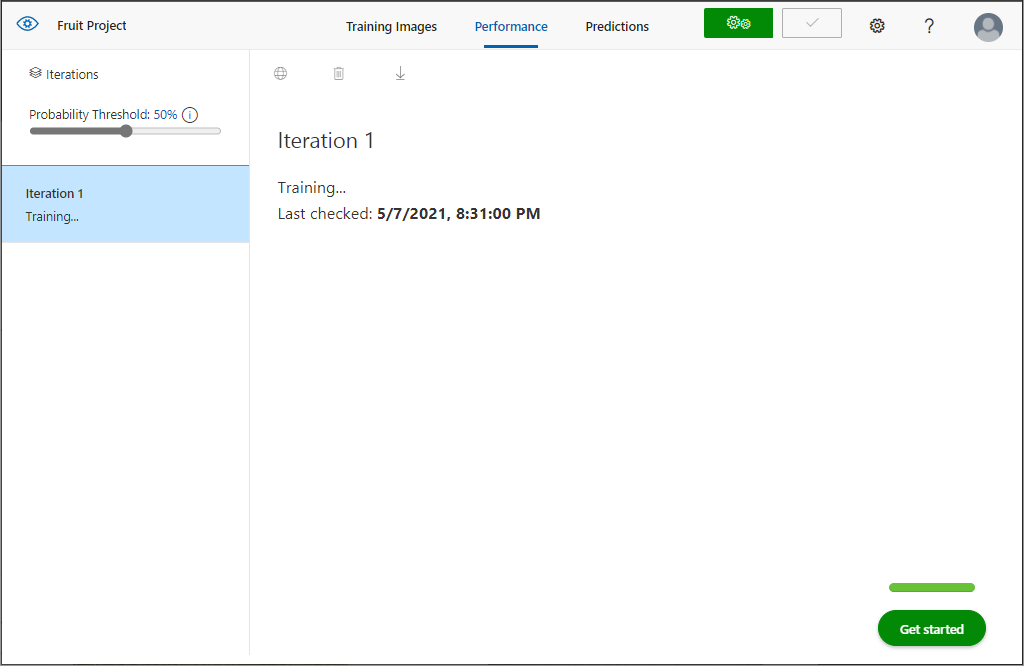 Fruit Project
Training Images
Performance
Predictions
?
Iterations
Probability Threshold: 50% i
Iteration 1
Training...
Iteration 1
Training...
Last checked: 5/7/2021, 8:31:00 PM
Get started